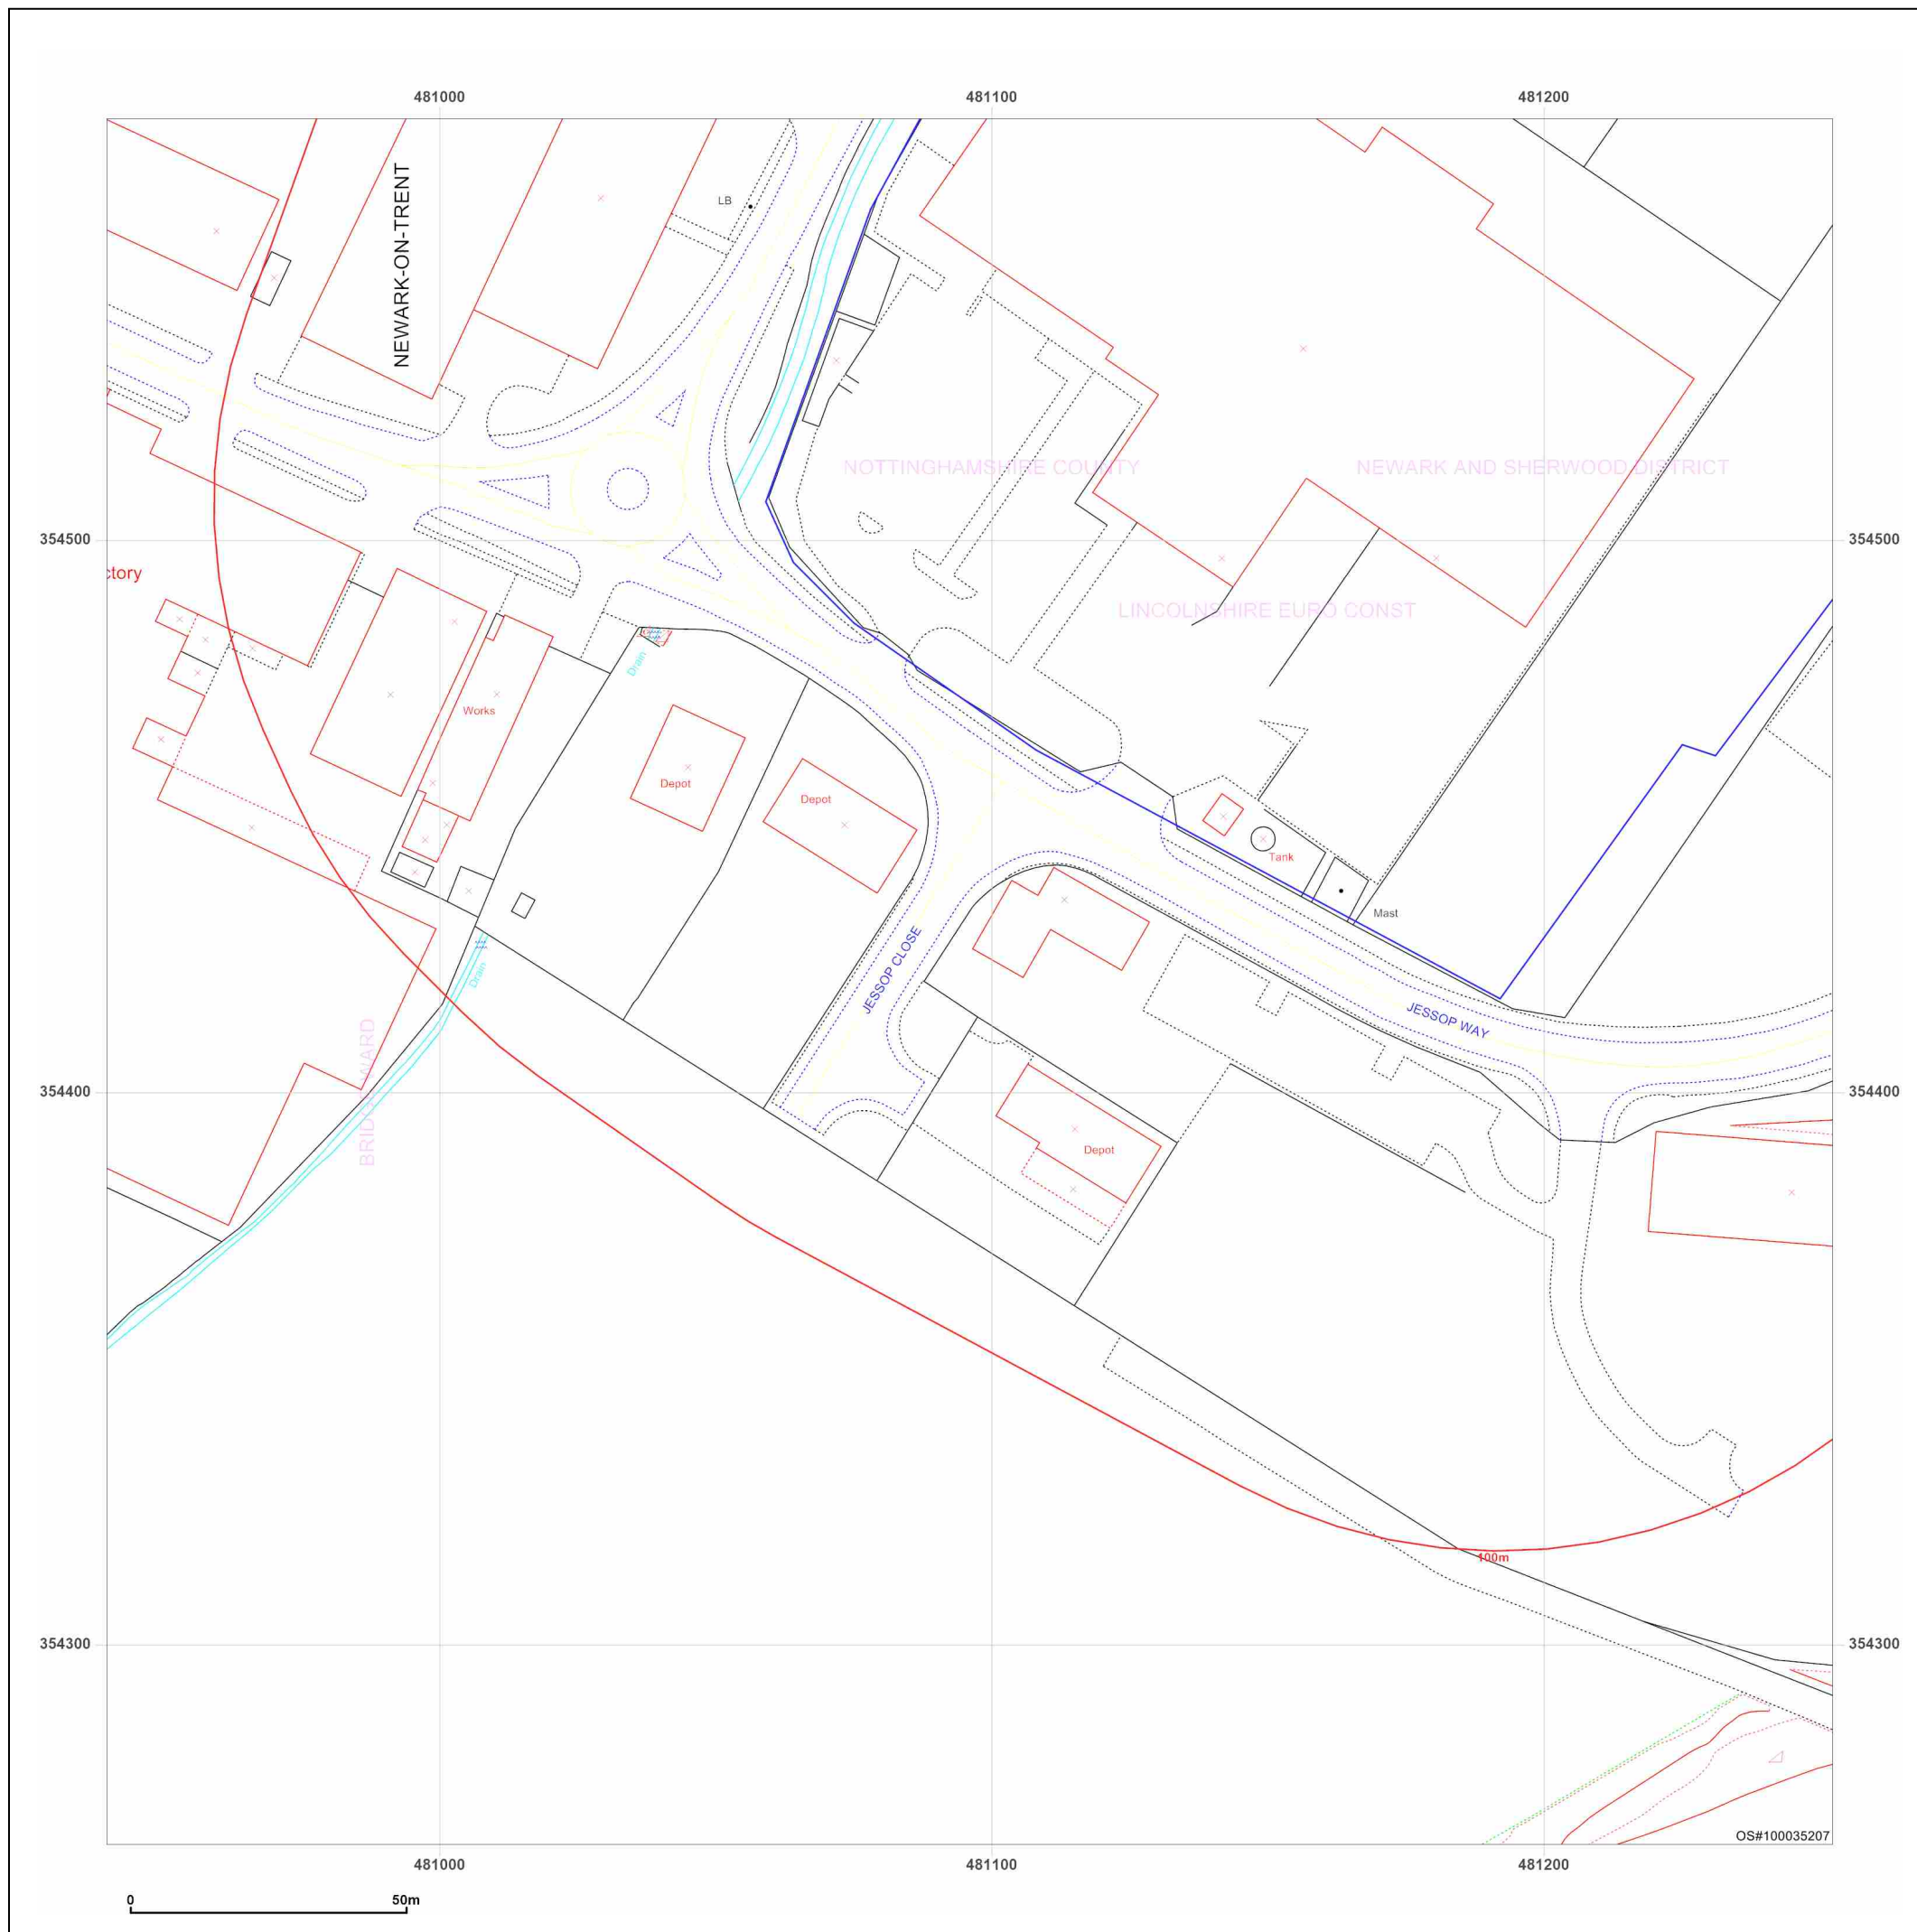 481000
481100
481200
NEWARK-ON-TRENT
LB
NOTTINGHAMSHIRE COUNTY
NEWARK AND SHERWOOD DISTRICT
354500
354500
ctory
LINCOLNSHIRE EURO CONST
Drain
Works
Depot
Depot
Tank
Mast
JESSOP CLOSE
Drain
JESSOP WAY
WARD
354400
354400
Depot
100m
354300
354300
OS#100035207
481000
481100
481200
0
50m